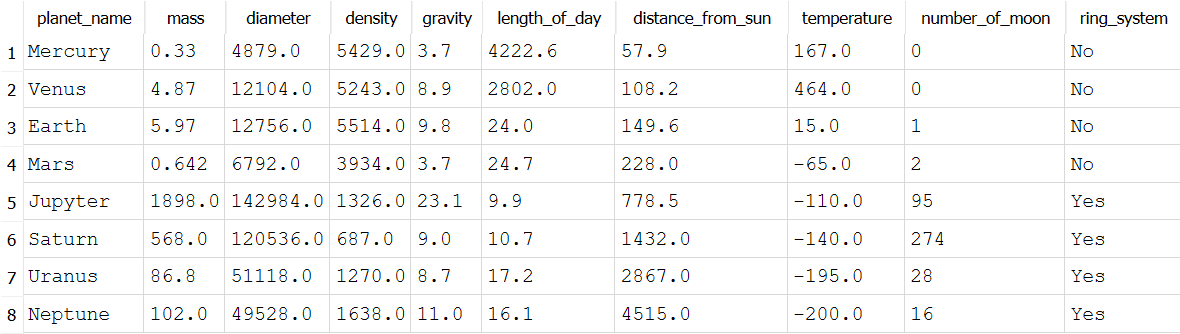 planet_name mass diameter density gravity length_of_day distance_from_sun temperature number_of_moon ring_system
1 Mercury 0.33 4879.0 5429.0 3.7 4222.6 57.9 167.0 0 No
2 Venus 4.87 12104.0 5243.0 8.9 2802.0 108.2 464.0 0 No
3 Earth 5.97 12756.0 5514.0 9.8 24.0 149.6 15.0 1 No
4 Mars 0.642 6792.0 3934.0 3.7 24.7 228.0 -65.0 2 No
5 Jupyter 1898.0 142984.0 1326.0 23.1 9.9 778.5 -110.0 95 Yes
6 Saturn 568.0 120536.0 687.0 9.0 10.7 1432.0 -140.0 274 Yes
7 Uranus 86.8 51118.0 1270.0 8.7 17.2 2867.0 -195.0 28 Yes
8 Neptune 102.0 49528.0 1638.0 11.0 16.1 4515.0 -200.0 16 Yes